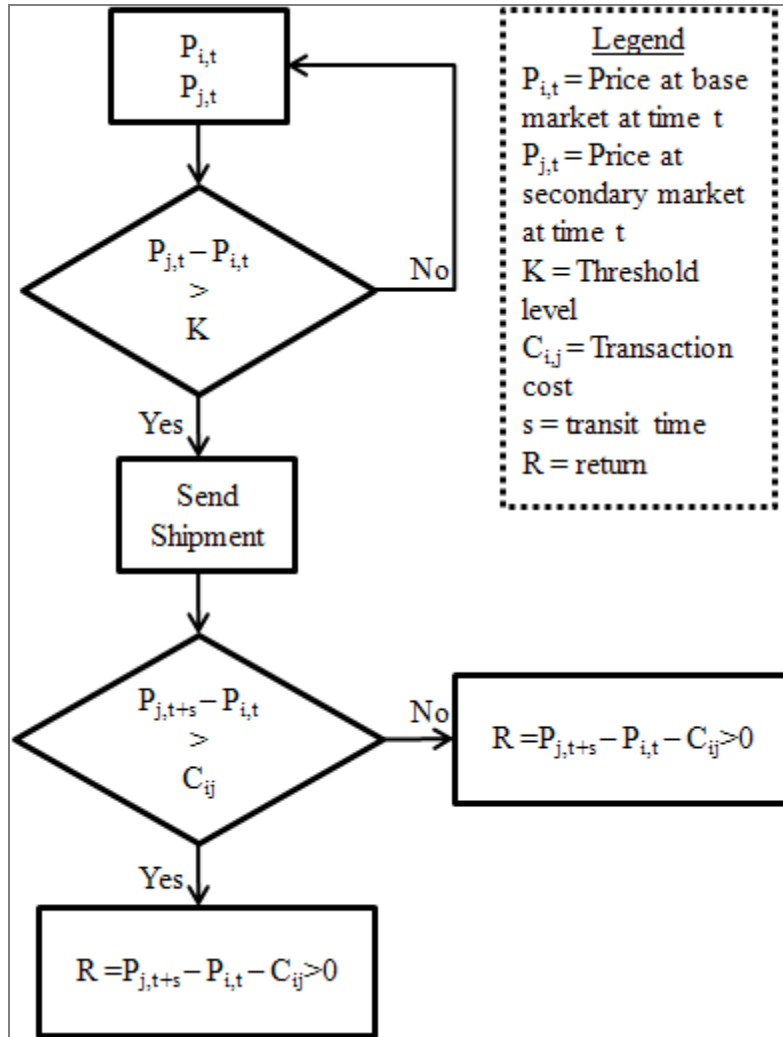 P_{i,t}
P_{j,t}
P_{j,t} – P_{i,t}
>
K
No
Yes
Send
Shipment
P_{j,t+s} – P_{i,t}
>
C_{ij}
No
R =P_{j,t+s} – P_{i,t} – C_{ij}>0
Yes
R =P_{j,t+s} – P_{i,t} – C_{ij}>0
Legend
P_{i,t} = Price at base
market at time t
P_{j,t} = Price at
secondary market
at time t
K = Threshold
level
C_{i,j} = Transaction
cost
s = transit time
R = return